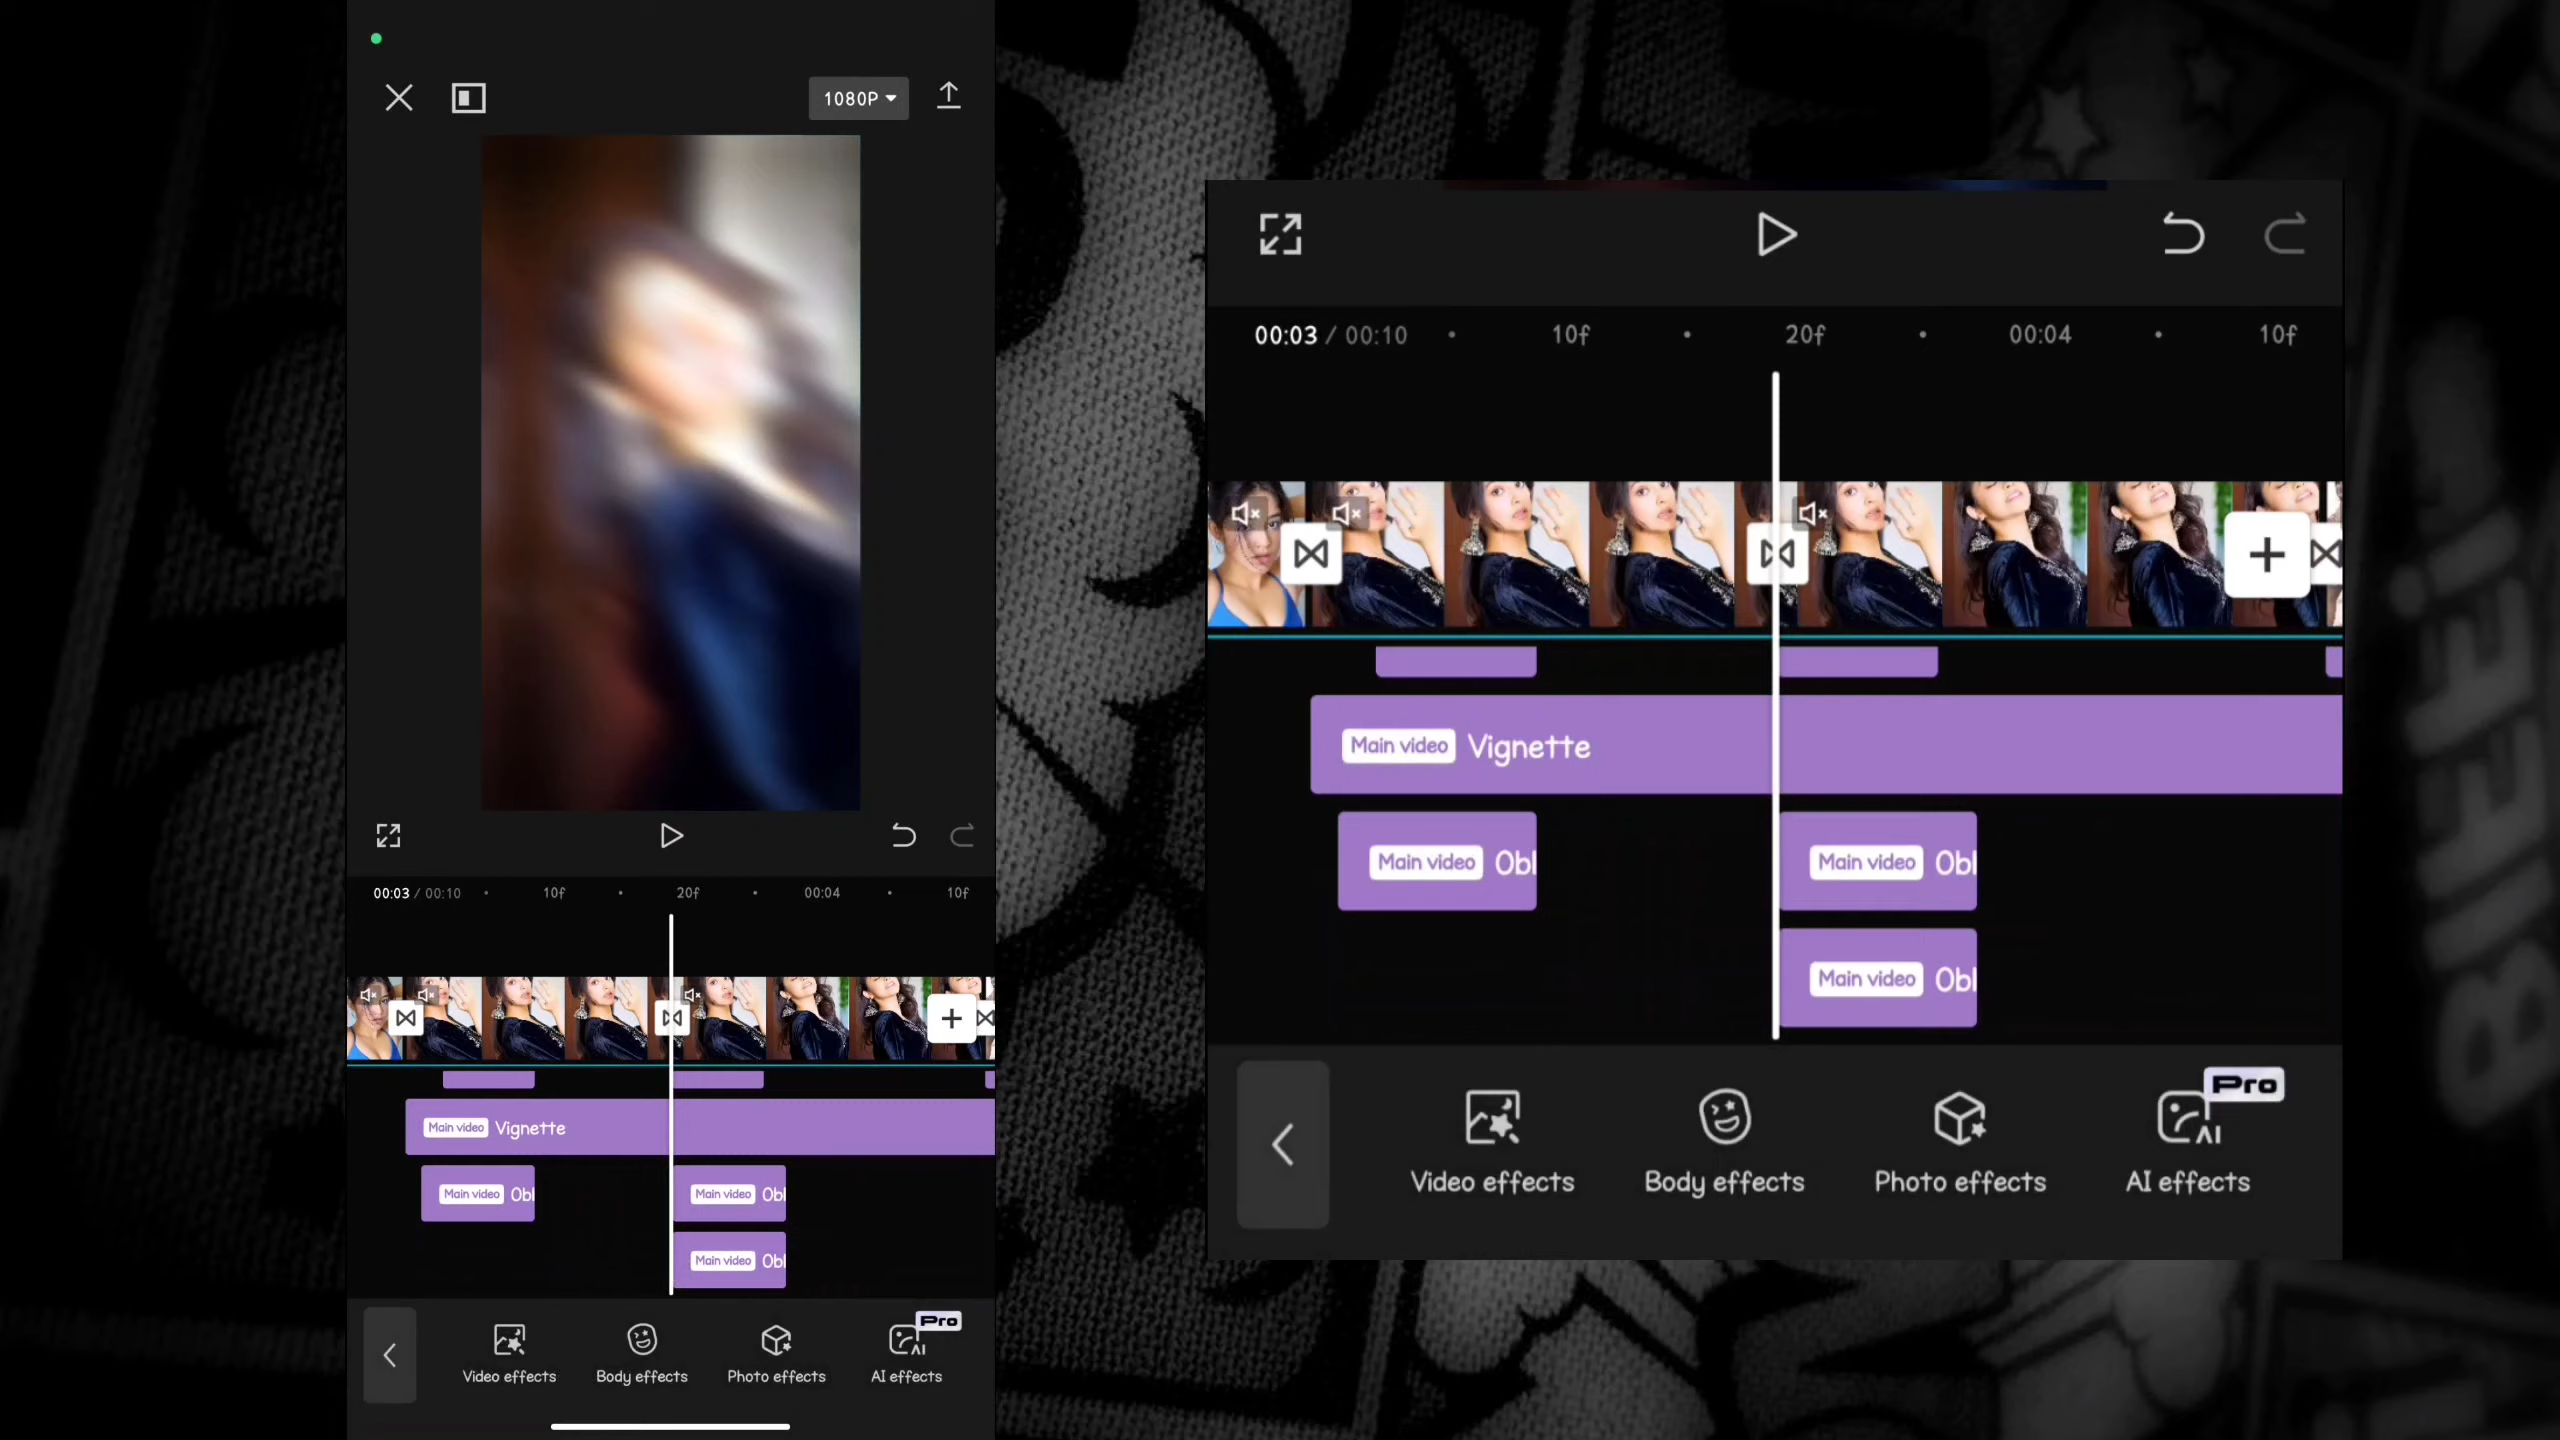 1080P
00:03 / 00:10 10f 20f 00:04 10f
Main video Vignette
Main video Obl
Main video Obl
Main video Obl
Pro
Video effects Body effects Photo effects AI effects
00:03 / 00:10 10f 20f 00:04 10f
Main video Vignette
Main video Obl
Main video Obl
Main video Obl
Pro
Video effects Body effects Photo effects AI effects